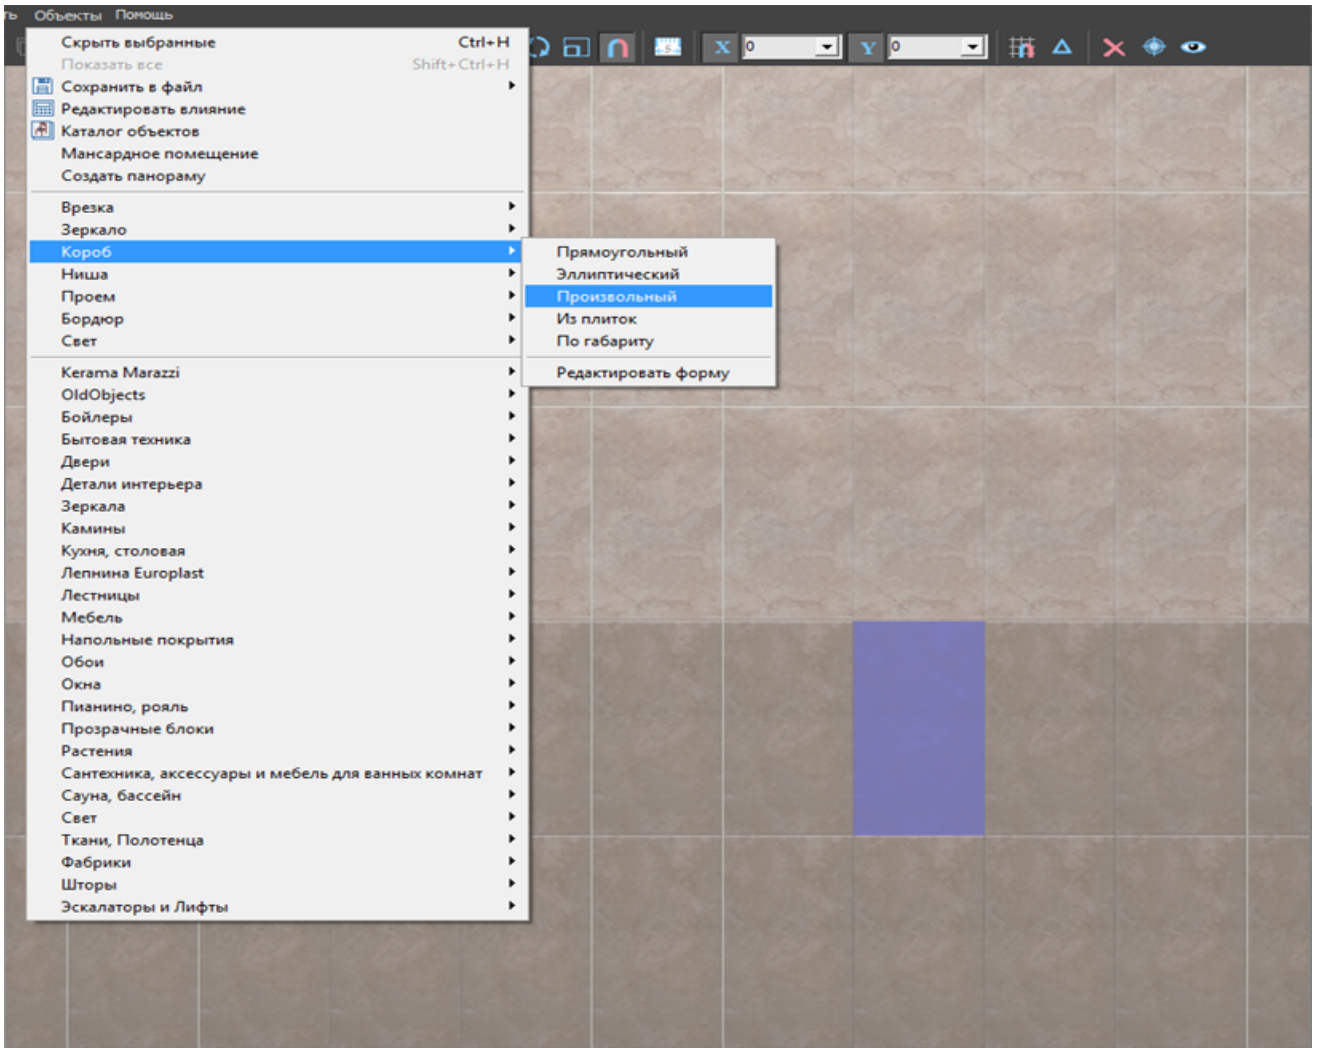 ть Объекты Помощь
Скрыть выбранные Ctrl+H
Показать все Shift+Ctrl+H
Сохранить в файл
Редактировать влияние
Каталог объектов
Мансардное помещение
Создать панораму
Врезка
Зеркало
Короб
Ниша
Проем
Бордюр
Свет
Прямоугольный
Эллиптический
Произвольный
Из плиток
По габариту
Редактировать форму
Kerama Marazzi
OldObjects
Бойлеры
Бытовая техника
Двери
Детали интерьера
Зеркала
Камины
Кухня, столовая
Лепнина Europlast
Лестницы
Мебель
Напольные покрытия
Обои
Окна
Пианино, рояль
Прозрачные блоки
Растения
Сантехника, аксессуары и мебель для ванных комнат
Сауна, бассейн
Свет
Ткани, Полотенца
Фабрики
Шторы
Эскалаторы и Лифты
X 0 Y 0